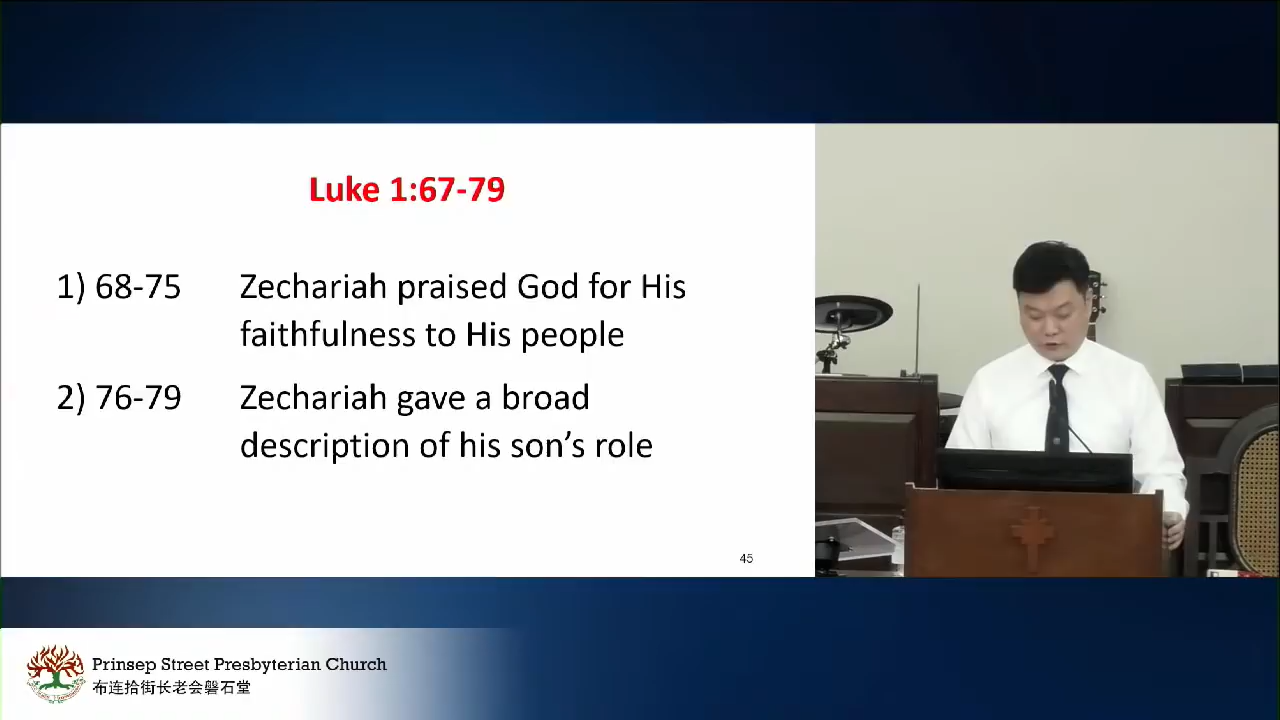 Luke 1:67-79
1) 68-75 Zechariah praised God for His
faithfulness to His people
2) 76-79 Zechariah gave a broad
description of his son’s role
45
Prinsep Street Presbyterian Church
布连拾街长老会磐石堂